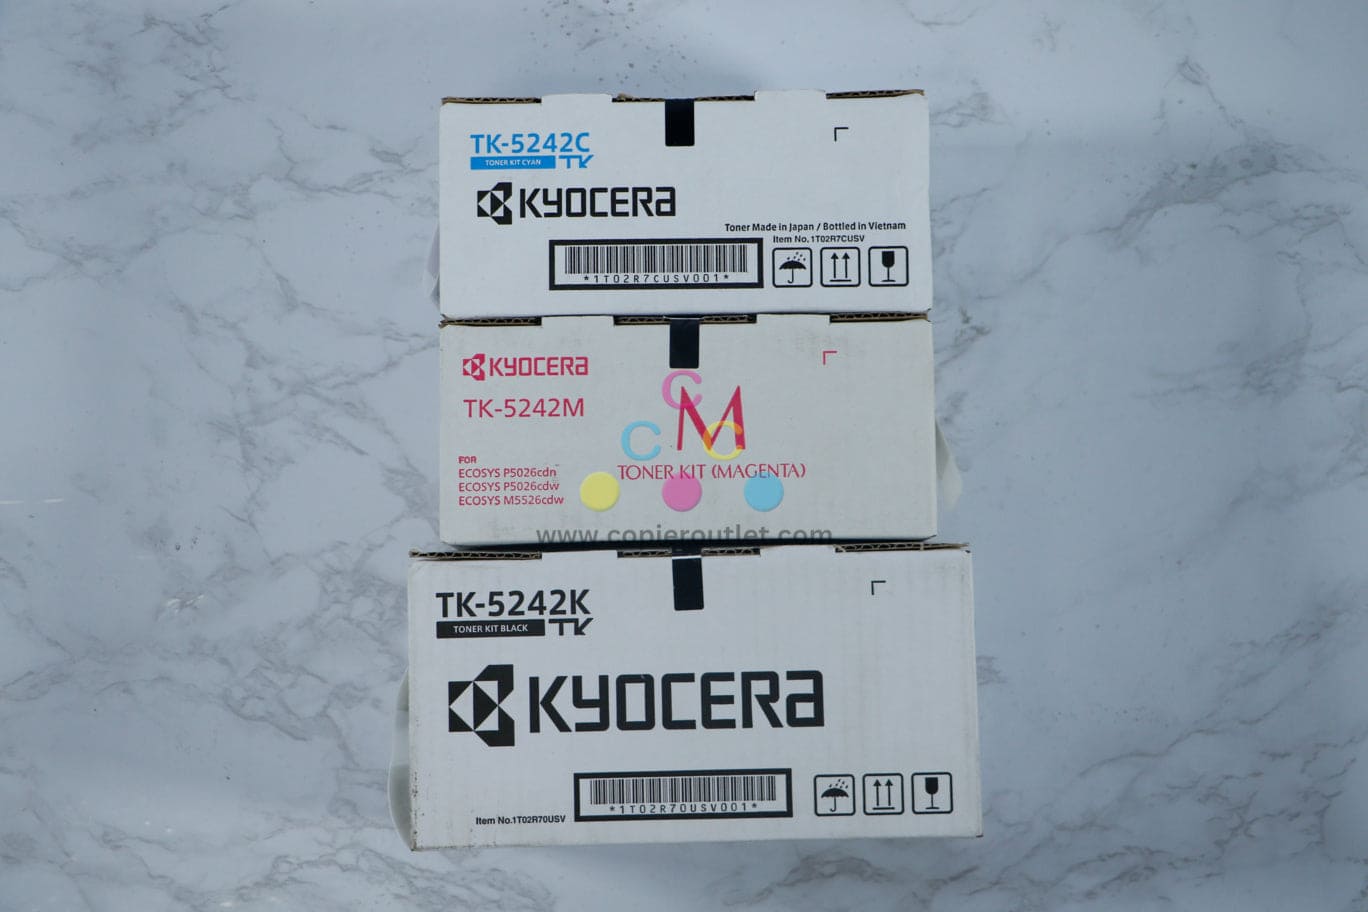 TK-5242C
TONER KIT CYAN TK
KYOCERA
Toner Made in Japan / Bottled in Vietnam
Item No. 1T02R7CUSV
*1T02R7CUSV001*
KYOCERA
TK-5242M
C
M
C C
FOR
ECOSYS P5026cdn
ECOSYS P5026cdw
ECOSYS M5526cdw
TONER KIT (MAGENTA)
www.copieroutlet.com
TK-5242K
TONER KIT BLACK TK
KYOCERA
*1T02R70USV001*
Item No.1T02R70USV